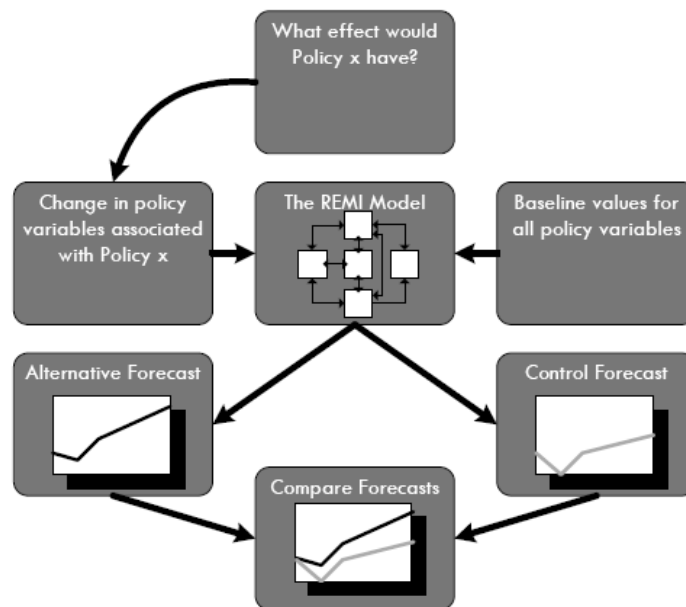 What effect would
Policy x have?
Change in policy
variables associated
with Policy x
The REMI Model
Baseline values for
all policy variables
Alternative Forecast
Control Forecast
Compare Forecasts